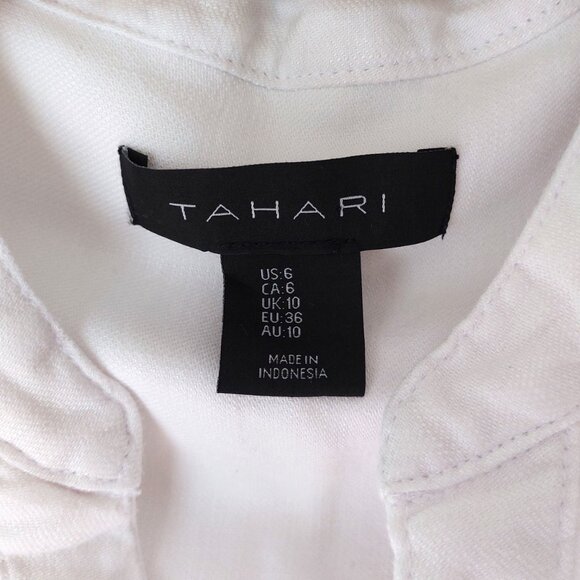 TAHARI
US:6
CA:6
UK:10
EU:36
AU:10
MADE IN
INDONESIA